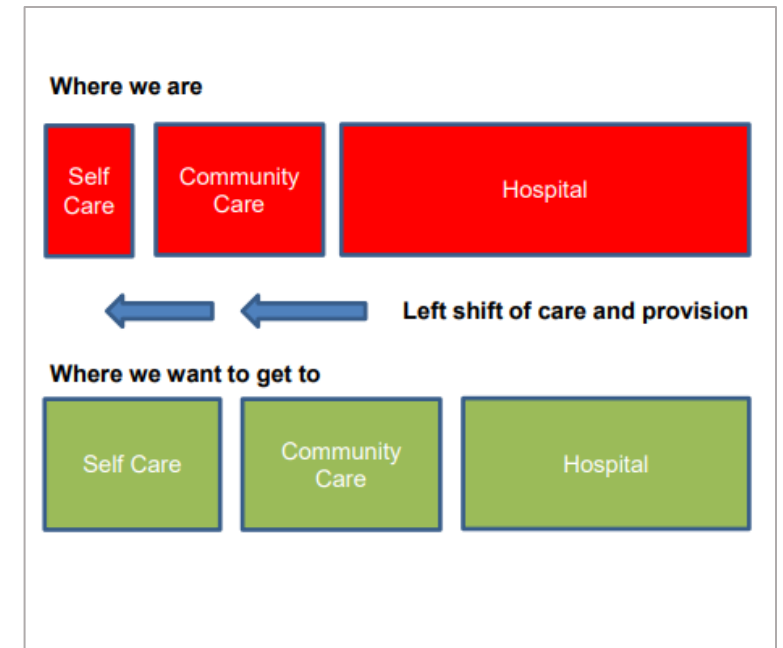 Where we are
Self
Care
Community
Care
Hospital
Left shift of care and provision
Where we want to get to
Self Care
Community
Care
Hospital